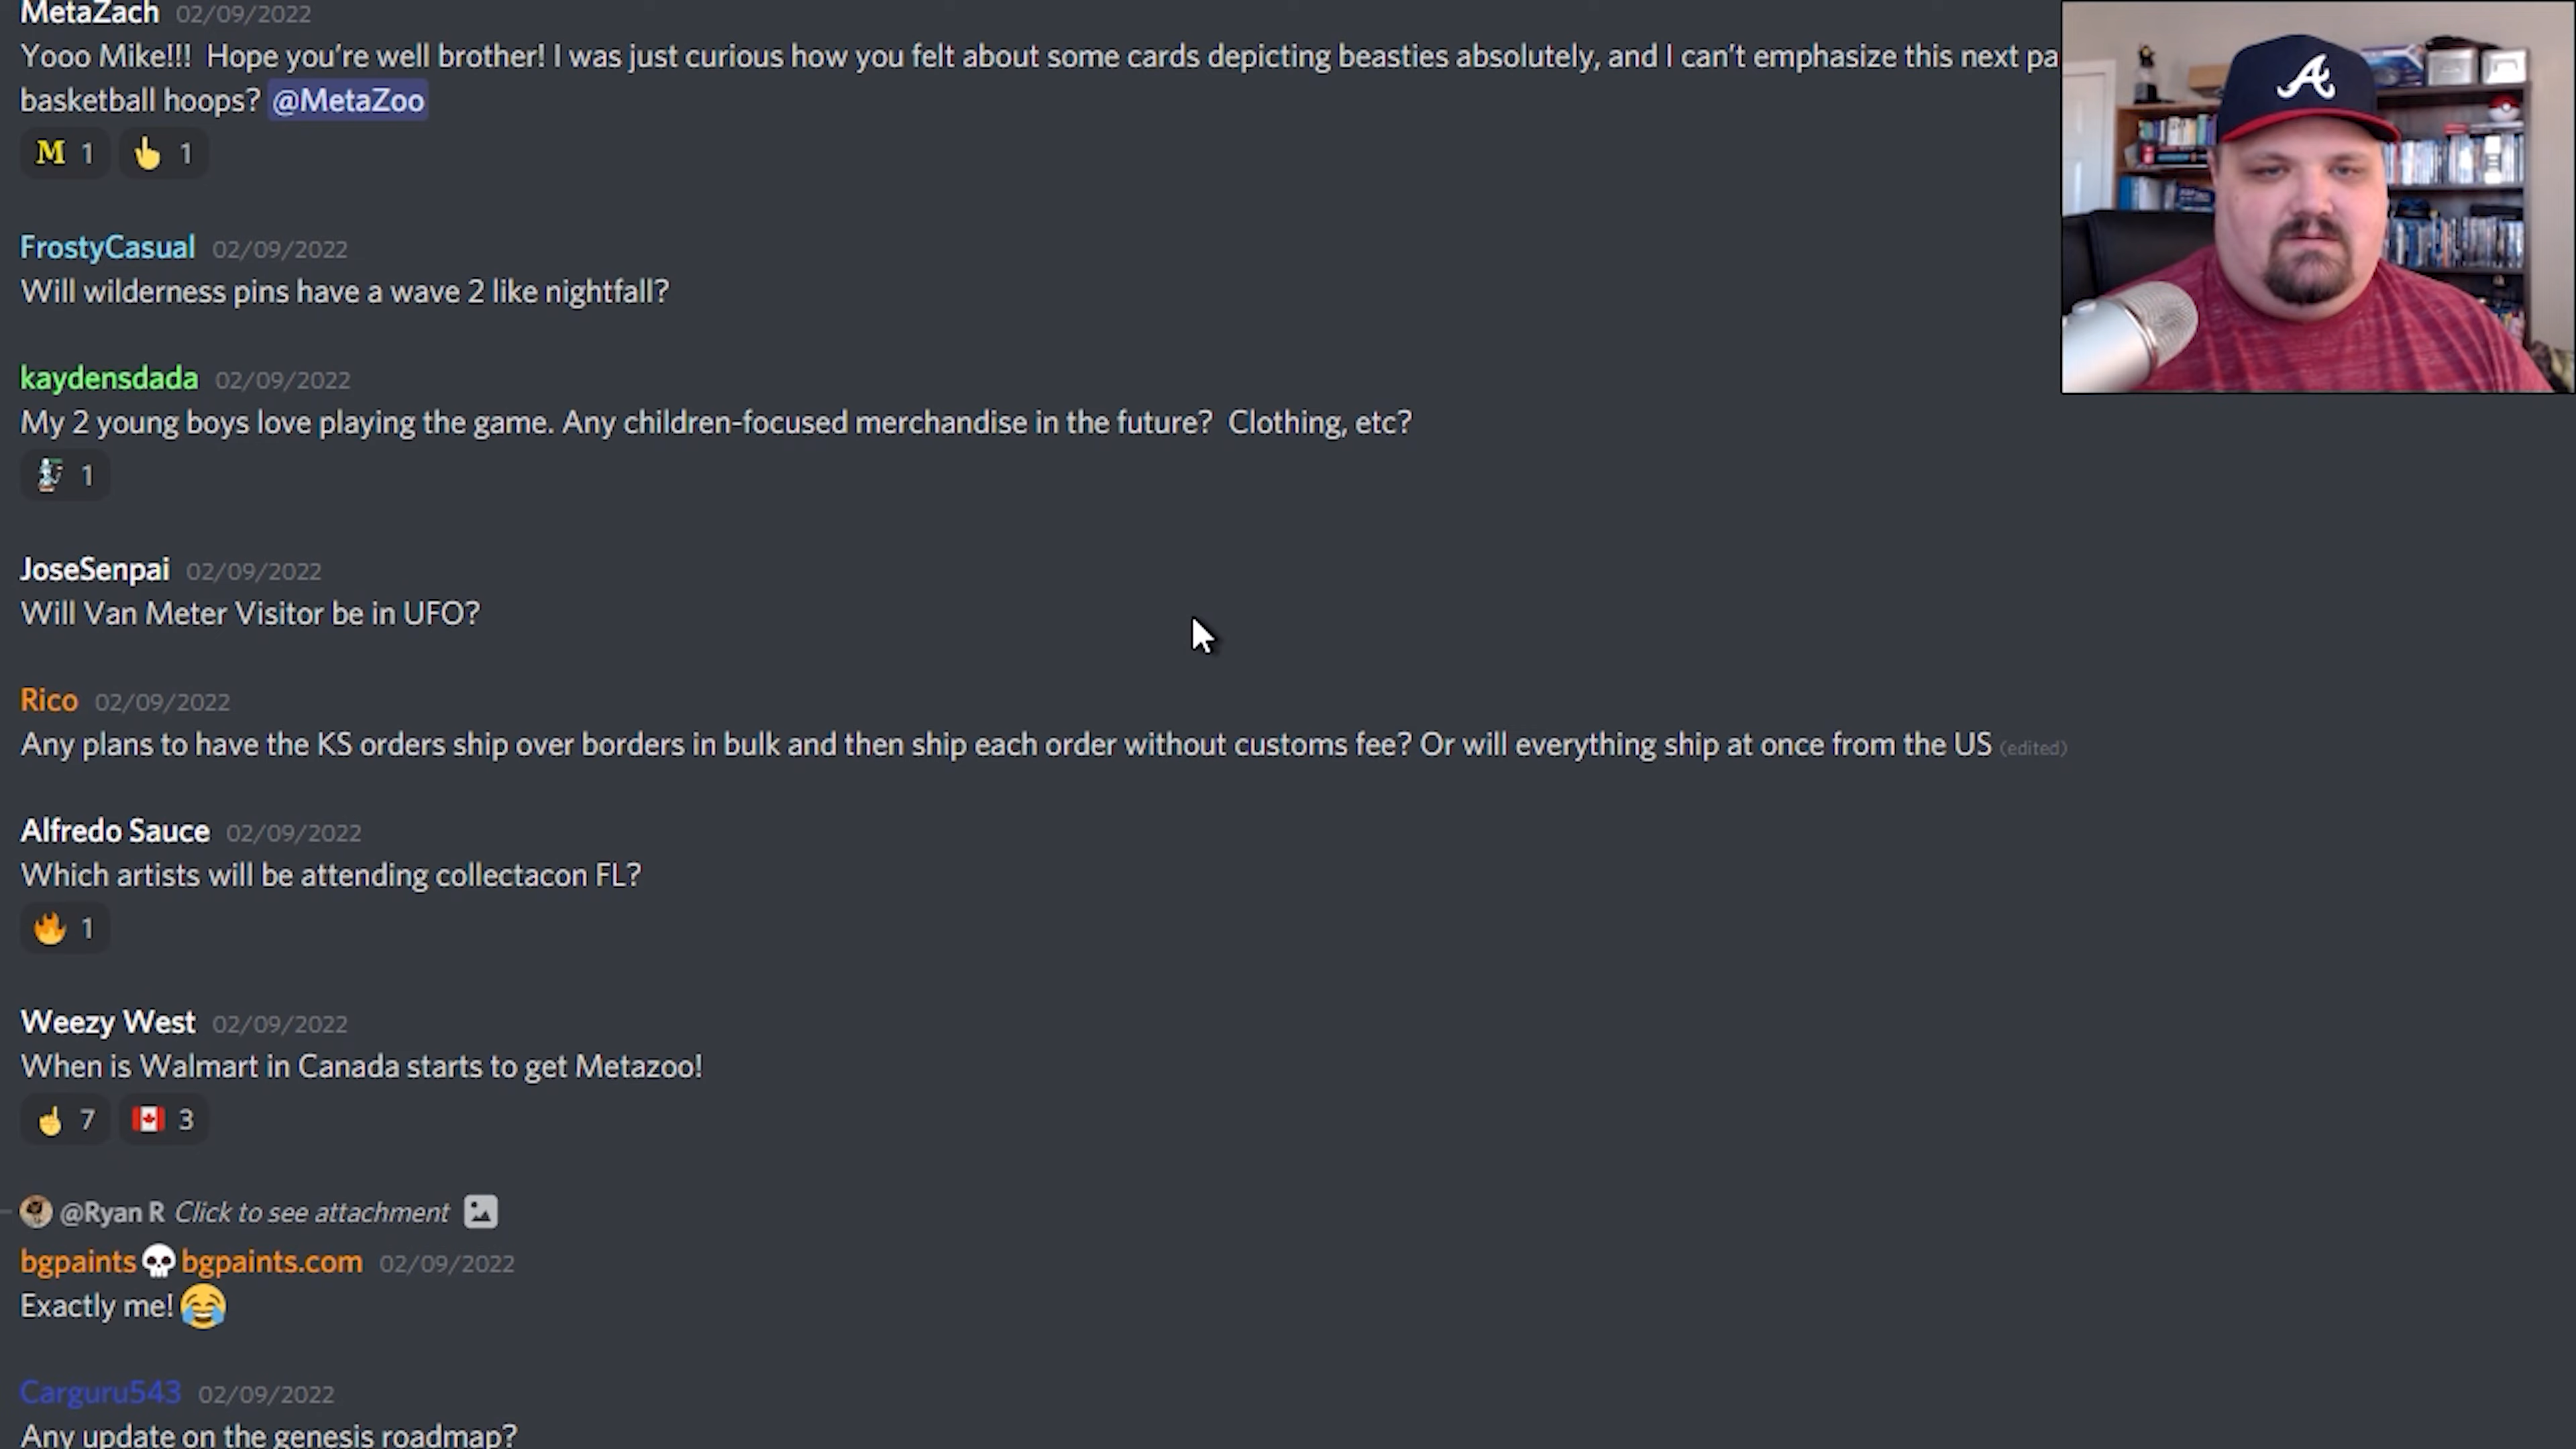 MetaZach 02/09/2022
Yooo Mike!!! Hope you're well brother! I was just curious how you felt about some cards depicting beasties absolutely, and I can't emphasize this next pa
basketball hoops? @MetaZoo
M 1 1
FrostyCasual 02/09/2022
Will wilderness pins have a wave 2 like nightfall?
kaydensdada 02/09/2022
My 2 young boys love playing the game. Any children-focused merchandise in the future? Clothing, etc?
1
JoseSenpai 02/09/2022
Will Van Meter Visitor be in UFO?
Rico 02/09/2022
Any plans to have the KS orders ship over borders in bulk and then ship each order without customs fee? Or will everything ship at once from the US (edited)
Alfredo Sauce 02/09/2022
Which artists will be attending collectacon FL?
🔥 1
Weezy West 02/09/2022
When is Walmart in Canada starts to get Metazoo!
7 3
@Ryan R Click to see attachment
bgpaints💀bgpaints.com 02/09/2022
Exactly me! 😂
Carguru543 02/09/2022
Any update on the genesis roadmap?
A